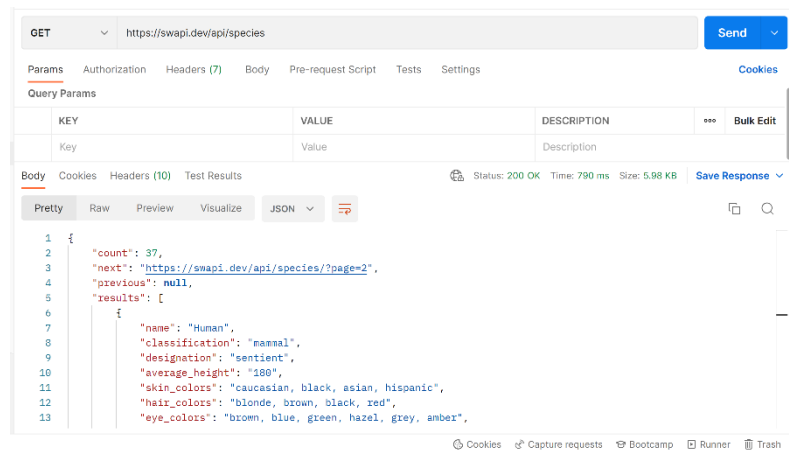 GET https://swapi.dev/api/species Send
Params Authorization Headers (7) Body Pre-request Script Tests Settings Cookies
Query Params
KEY VALUE DESCRIPTION ooo Bulk Edit
Key Value Description
Body Cookies Headers (10) Test Results Status: 200 OK Time: 790 ms Size: 5.98 KB Save Response
Pretty Raw Preview Visualize JSON
1 {
2 "count": 37,
3 "next": "https://swapi.dev/api/species/?page=2",
4 "previous": null,
5 "results": [
6 {
7 "name": "Human",
8 "classification": "mammal",
9 "designation": "sentient",
10 "average_height": "180",
11 "skin_colors": "caucasian, black, asian, hispanic",
12 "hair_colors": "blonde, brown, black, red",
13 "eye_colors": "brown, blue, green, hazel, grey, amber",
Cookies Capture requests Bootcamp Runner Trash